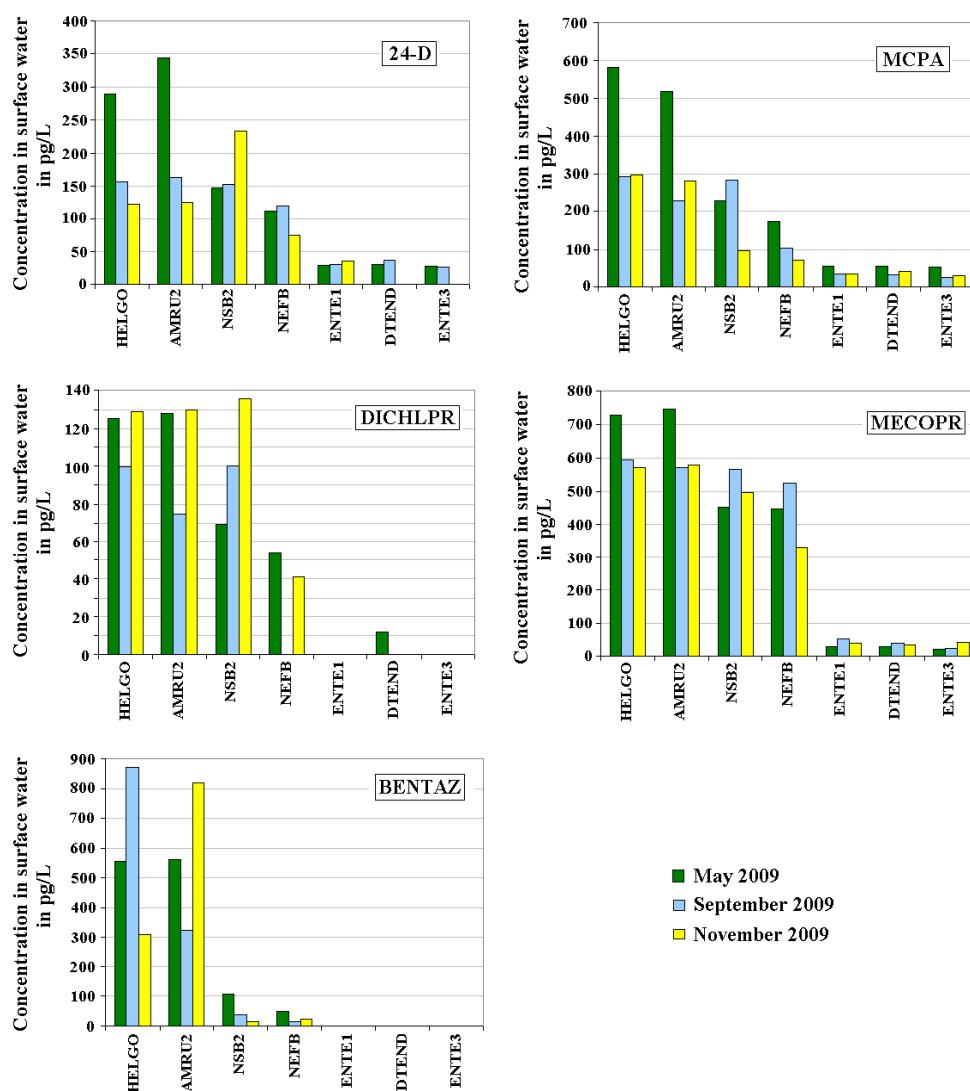 Concentration in surface water
in pg/L
400
350
300
250
200
150
100
50
0
24-D
HELGO
AMRU2
NSB2
NEFB
ENTE1
DTEND
ENTE3
Concentration in surface water
in pg/L
700
600
500
400
300
200
100
0
MCPA
HELGO
AMRU2
NSB2
NEFB
ENTE1
DTEND
ENTE3
Concentration in surface water
in pg/L
140
120
100
80
60
40
20
0
DICHLPR
HELGO
AMRU2
NSB2
NEFB
ENTE1
DTEND
ENTE3
Concentration in surface water
in pg/L
800
700
600
500
400
300
200
100
0
MECOPR
HELGO
AMRU2
NSB2
NEFB
ENTE1
DTEND
ENTE3
Concentration in surface water
in pg/L
900
800
700
600
500
400
300
200
100
0
BENTAZ
HELGO
AMRU2
NSB2
NEFB
ENTE1
DTEND
ENTE3
May 2009
September 2009
November 2009